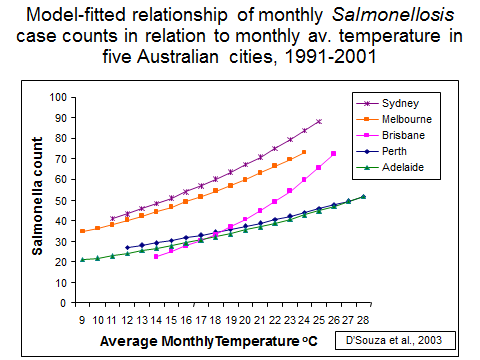 Model-fitted relationship of monthly Salmonellosis
case counts in relation to monthly av. temperature in
five Australian cities, 1991-2001
100
90
80
70
60
50
40
30
20
10
0
Salmonella count
Sydney
Melbourne
Brisbane
Perth
Adelaide
9 10 11 12 13 14 15 16 17 18 19 20 21 22 23 24 25 26 27 28
Average MonthlyTemperature ºC
D'Souza et al., 2003